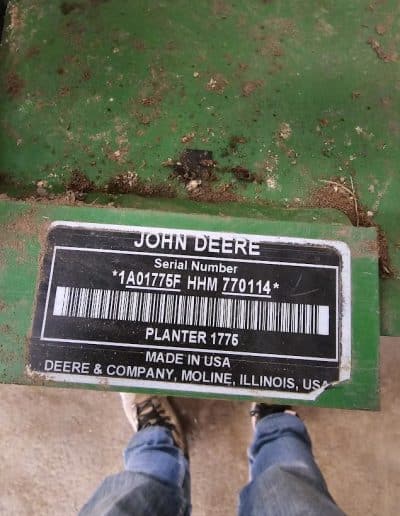 JOHN DEERE
Serial Number
*1A01775F HHM 770114*
PLANTER 1775
MADE IN USA
DEERE & COMPANY, MOLINE, ILLINOIS, USA